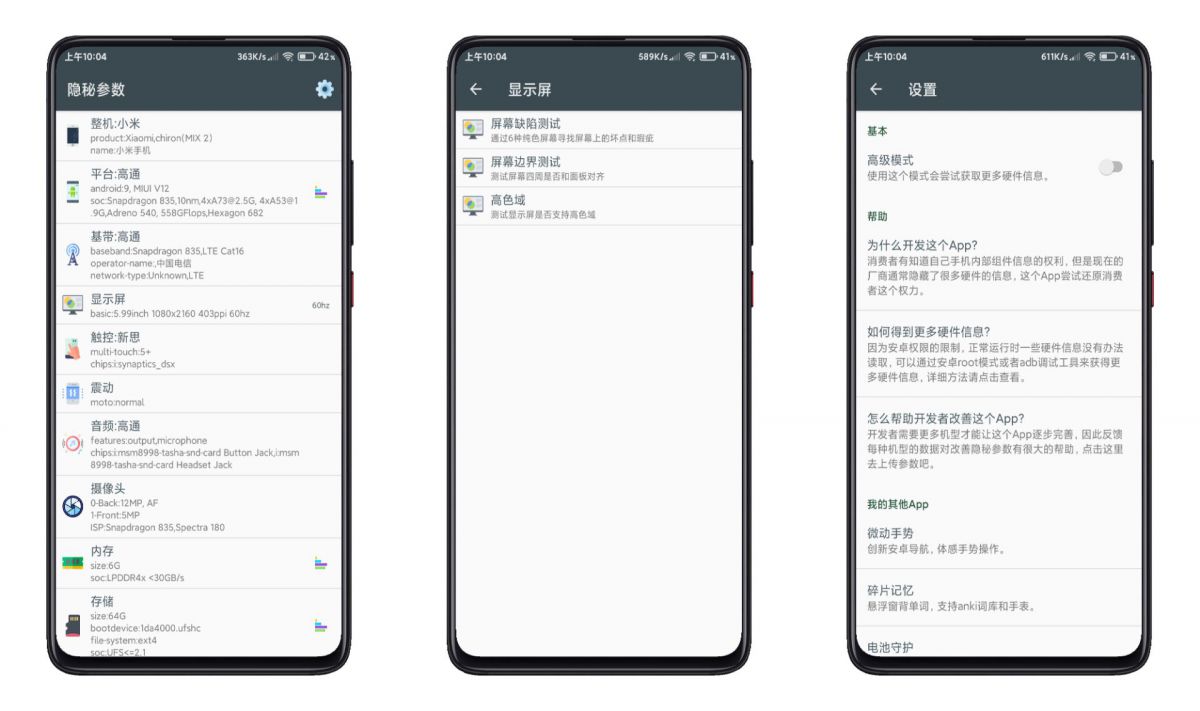 上午10:04
363K/s
42%
隐秘参数
整机:小米
product:Xiaomi,chiron(MIX 2)
name:小米手机
平台:高通
android:9, MIUI V12
soc:Snapdragon 835,10nm,4xA73@2.5G, 4xA53@1
.9G,Adreno 540, 558GFlops,Hexagon 682
基带:高通
baseband:Snapdragon 835,LTE Cat16
operator-name:,中国电信
network-type:Unknown,LTE
显示屏
basic:5.99inch 1080x2160 403ppi 60hz
60hz
触控:新思
multi-touch:5+
chips:i:synaptics_dsx
震动
moto:normal
音频:高通
features:output,microphone
chips:i:msm8998-tasha-snd-card Button Jack,i:msm
8998-tasha-snd-card Headset Jack
摄像头
0-Back:12MP, AF
1-Front:5MP
ISP:Snapdragon 835,Spectra 180
内存
size:6G
soc:LPDDR4x <30GB/s
存储
size:64G
bootdevice:1da4000.ufshc
file-system:ext4
soc:UFS<=2.1
上午10:04
589K/s
41%
显示屏
屏幕缺陷测试
通过6种纯色屏幕寻找屏幕上的坏点和瑕疵
屏幕边界测试
测试屏幕四周是否和面板对齐
高色域
测试显示屏是否支持高色域
上午10:04
611K/s
41%
设置
基本
高级模式
使用这个模式会尝试获取更多硬件信息。
帮助
为什么开发这个App?
消费者有知道自己手机内部组件信息的权利，但是现在的
厂商通常隐藏了很多硬件的信息，这个App尝试还原消费
者这个权力。
如何得到更多硬件信息?
因为安卓权限的限制，正常运行时一些硬件信息没有办法
读取，可以通过安卓root模式或者adb调试工具来获得更
多硬件信息，详细方法请点击查看。
怎么帮助开发者改善这个App?
开发者需要更多机型才能让这个App逐步完善，因此反馈
每种机型的数据对改善隐秘参数有很大的帮助，点击这里
去上传参数吧。
我的其他App
微动手势
创新安卓导航，体感手势操作。
碎片记忆
悬浮窗背单词，支持anki词库和手表。
电池守护